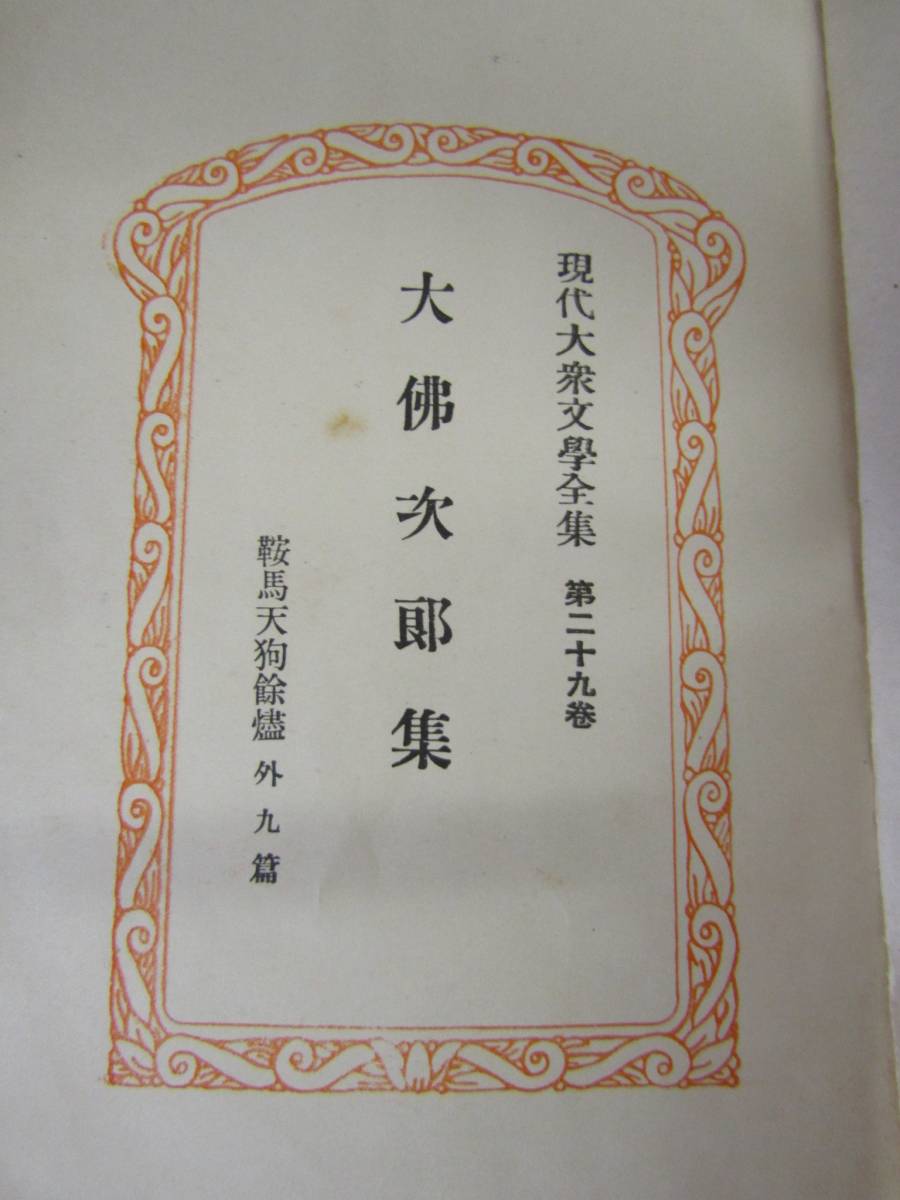 現代大衆文學全集 第二十九卷
大佛次郞集
鞍馬天狗餘燼 外九篇